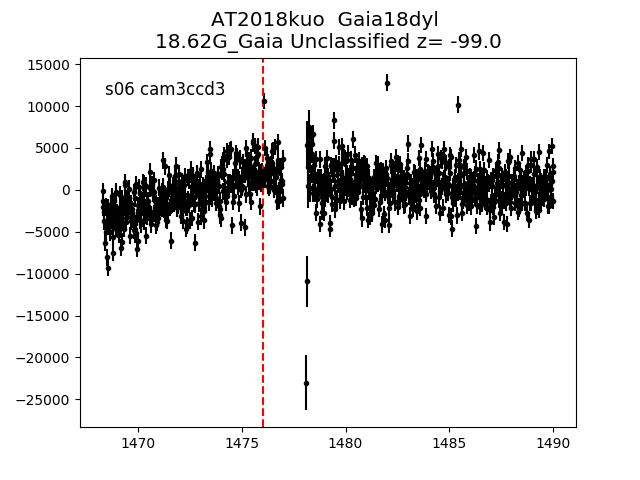 AT2018kuo  Gaia18dyl
18.62G_Gaia Unclassified z= -99.0
s06 cam3ccd3
15000
10000
5000
0
−5000
−10000
−15000
−20000
−25000
1470 1475 1480 1485 1490